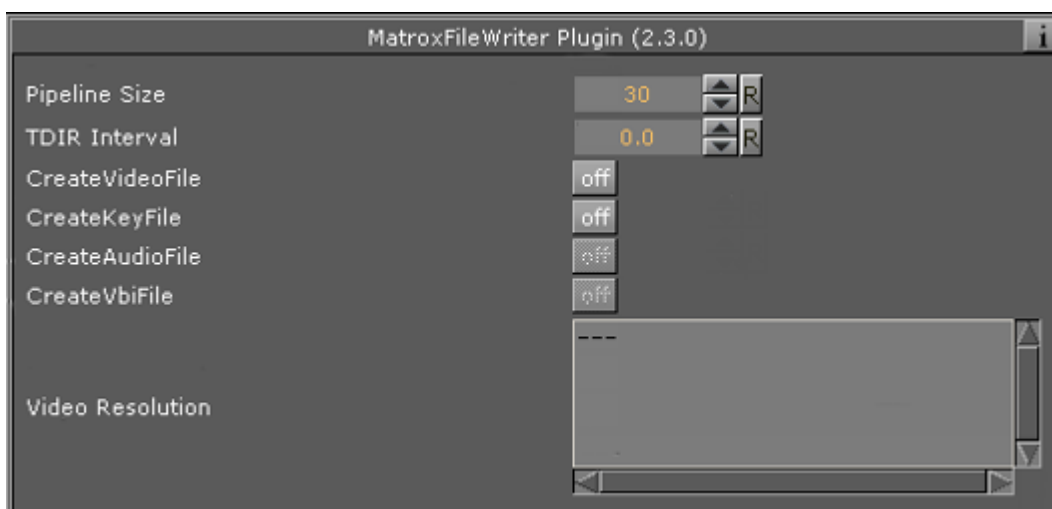 MatroxFileWriter Plugin (2.3.0) i
Pipeline Size 30 R
TDIR Interval 0.0 R
CreateVideoFile off
CreateKeyFile off
CreateAudioFile off
CreateVbiFile off
---
Video Resolution